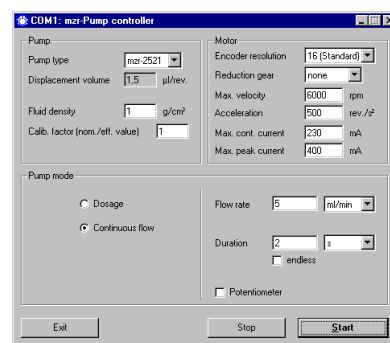 COM1: mzr-Pump controller
Pump
Pump type mzr-2521
Displacement volume 1,5 µl/rev.
Fluid density 1 g/cm³
Calib. factor (nom./eff. value) 1
Motor
Encoder resolution 16 (Standard)
Reduction gear none
Max. velocity 6000 rpm
Acceleration 500 rev./s²
Max. cont. current 230 mA
Max. peak current 400 mA
Pump mode
Dosage
Continuous flow
Flow rate 5 ml/min
Duration 2 s
endless
Potentiometer
Exit Stop Start